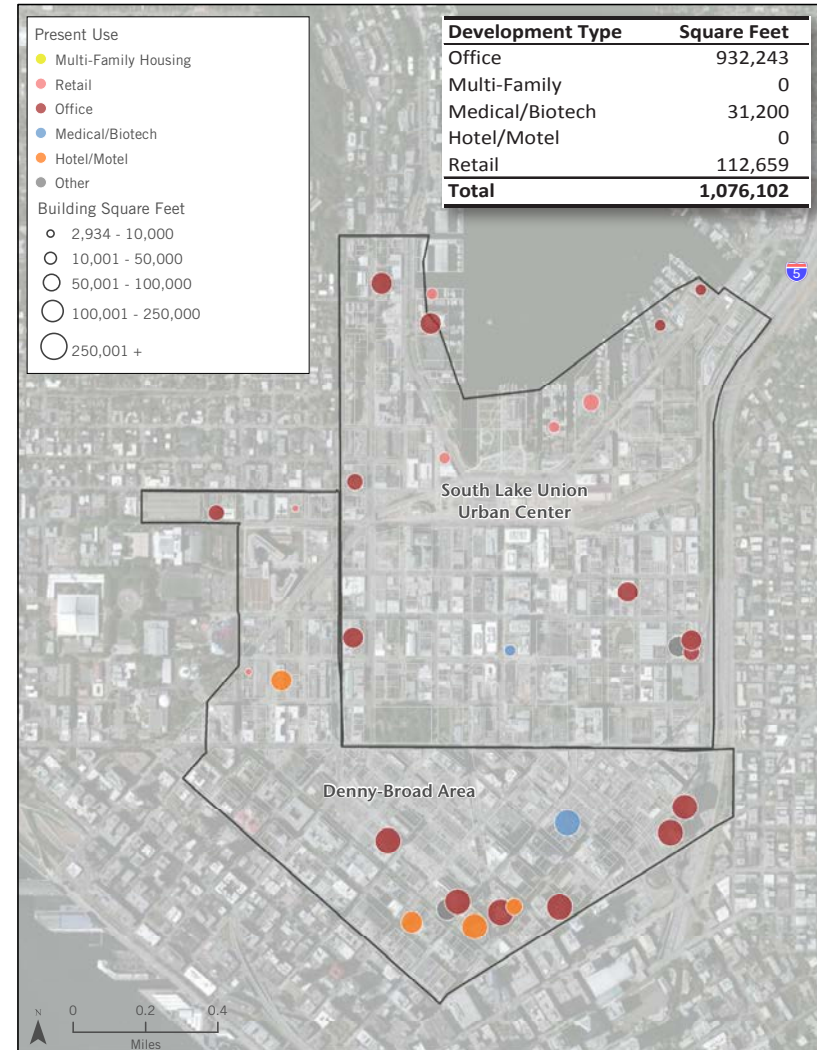 Present Use
Multi-Family Housing
Retail
Office
Medical/Biotech
Hotel/Motel
Other
Building Square Feet
2,934 - 10,000
10,001 - 50,000
50,001 - 100,000
100,001 - 250,000
250,001 +
Development Type Square Feet
Office 932,243
Multi-Family 0
Medical/Biotech 31,200
Hotel/Motel 0
Retail 112,659
Total 1,076,102
5
South Lake Union
Urban Center
Denny-Broad Area
N
0 0.2 0.4
Miles